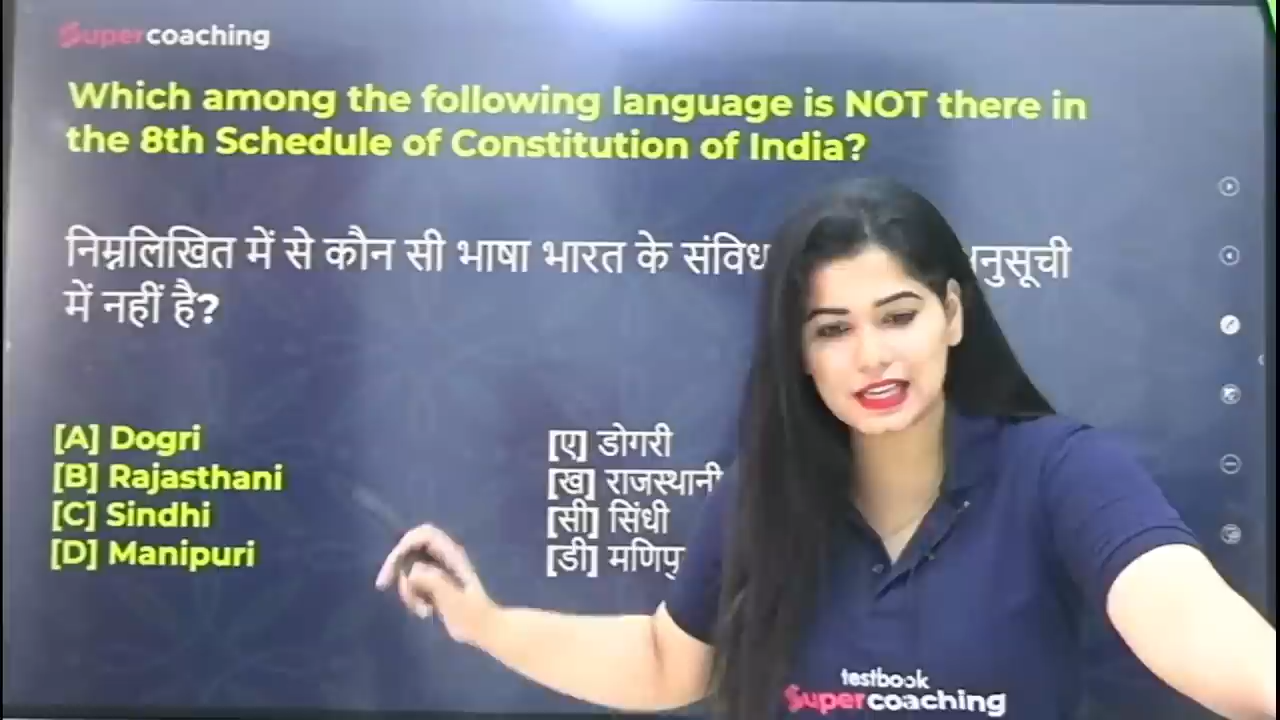 Supercoaching
Which among the following language is NOT there in
the 8th Schedule of Constitution of India?
निम्नलिखित में से कौन सी भाषा भारत के
में नहीं है?
[A] Dogri
[B] Rajasthani
[C] Sindhi
[D] Manipuri
[ए] डोगरी
[ख] राजस्थानी
[सी] सिंधी
[डी]
testbook
Supercoaching